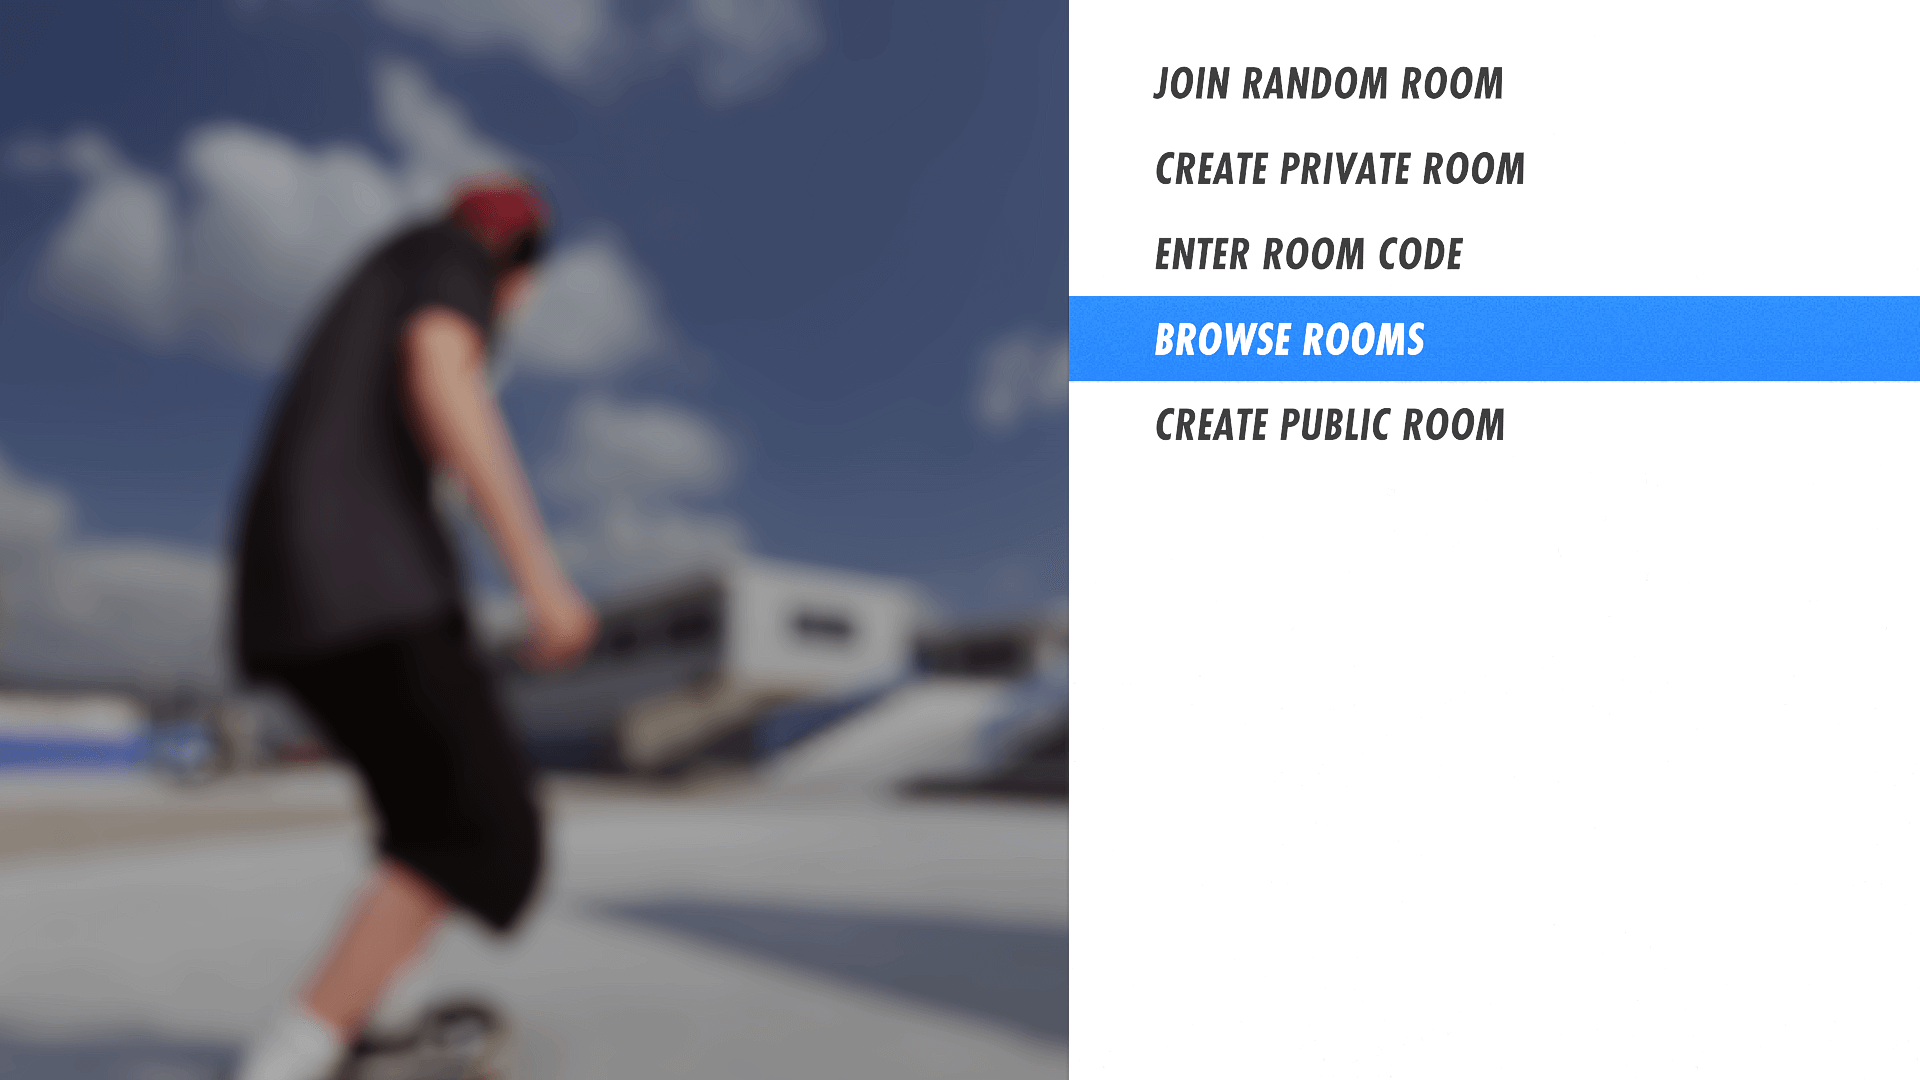 JOIN RANDOM ROOM
CREATE PRIVATE ROOM
ENTER ROOM CODE
BROWSE ROOMS
CREATE PUBLIC ROOM